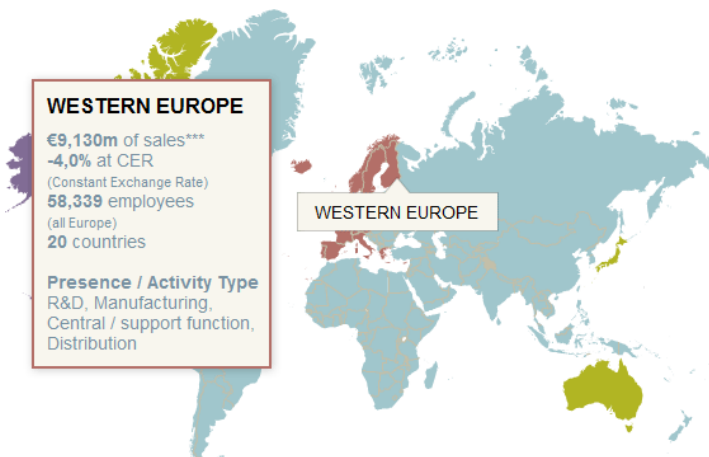 WESTERN EUROPE
€9,130m of sales***
-4,0% at CER
(Constant Exchange Rate)
58,339 employees
(all Europe)
20 countries
Presence / Activity Type
R&D, Manufacturing,
Central / support function,
Distribution
WESTERN EUROPE